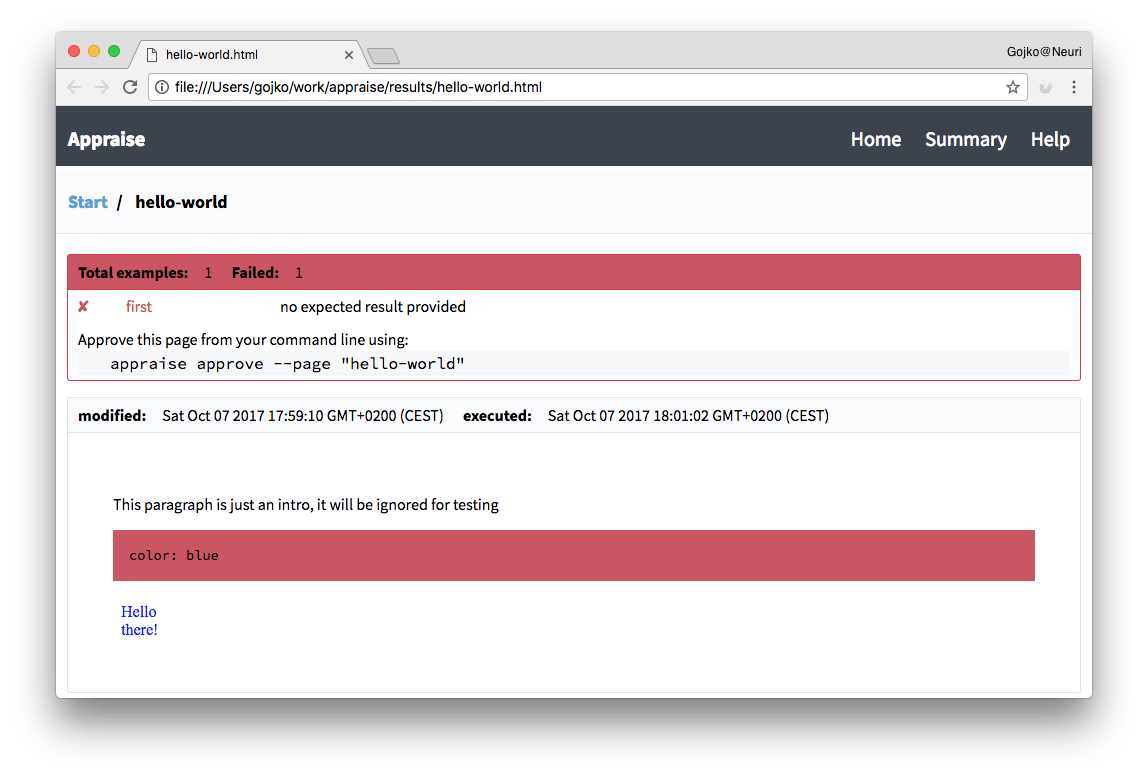 hello-world.html
Gojko@Neuri
file:///Users/gojko/work/appraise/results/hello-world.html
Appraise Home Summary Help
Start / hello-world
Total examples: 1 Failed: 1
✘ first no expected result provided
Approve this page from your command line using:
appraise approve --page "hello-world"
modified: Sat Oct 07 2017 17:59:10 GMT+0200 (CEST) executed: Sat Oct 07 2017 18:01:02 GMT+0200 (CEST)
This paragraph is just an intro, it will be ignored for testing
color: blue
Hello
there!